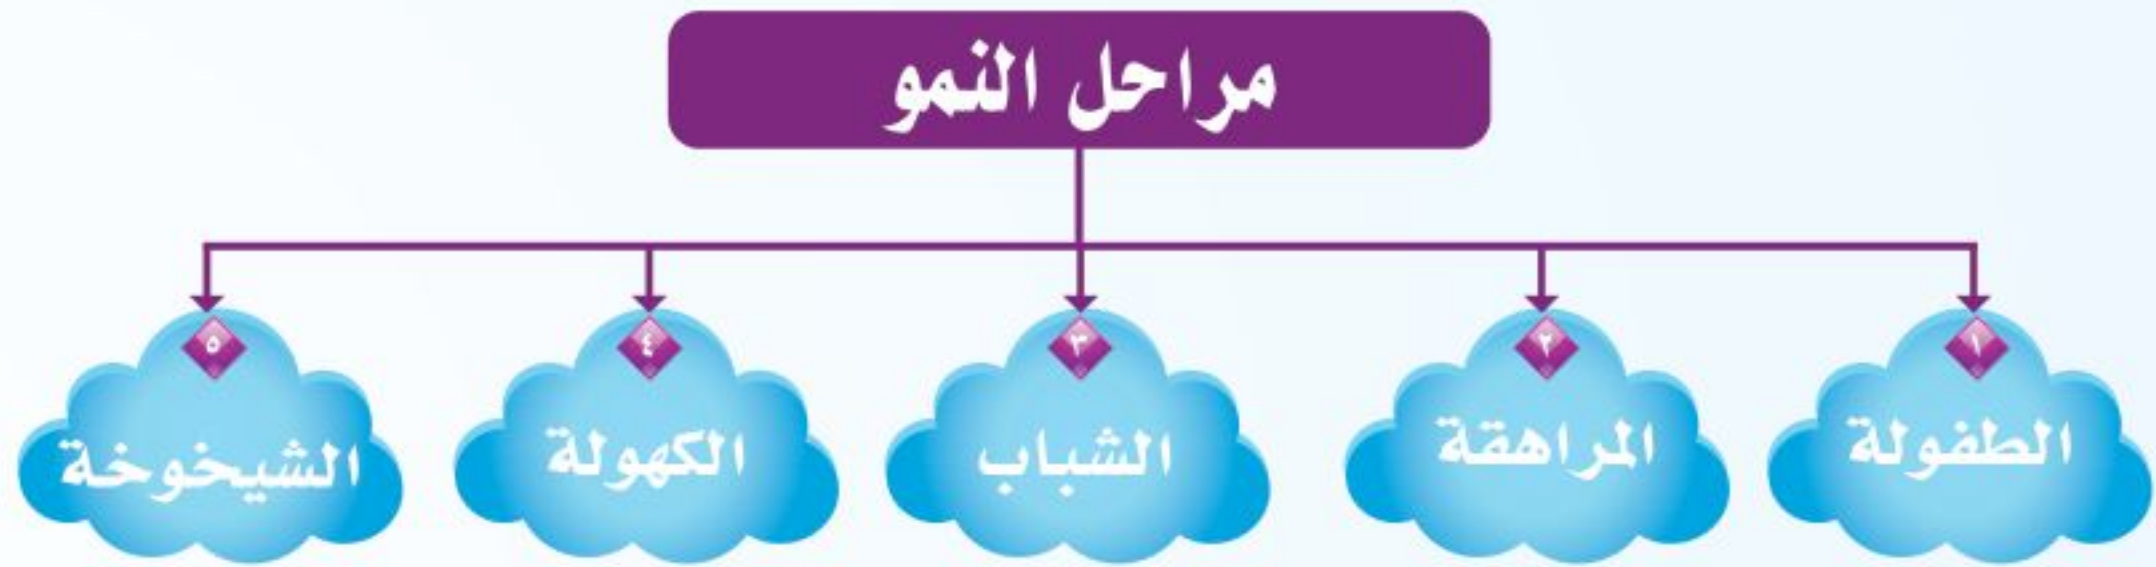 مراحل النمو
١
الطفولة
٢
المراهقة
٣
الشباب
٤
الكهولة
٥
الشيخوخة